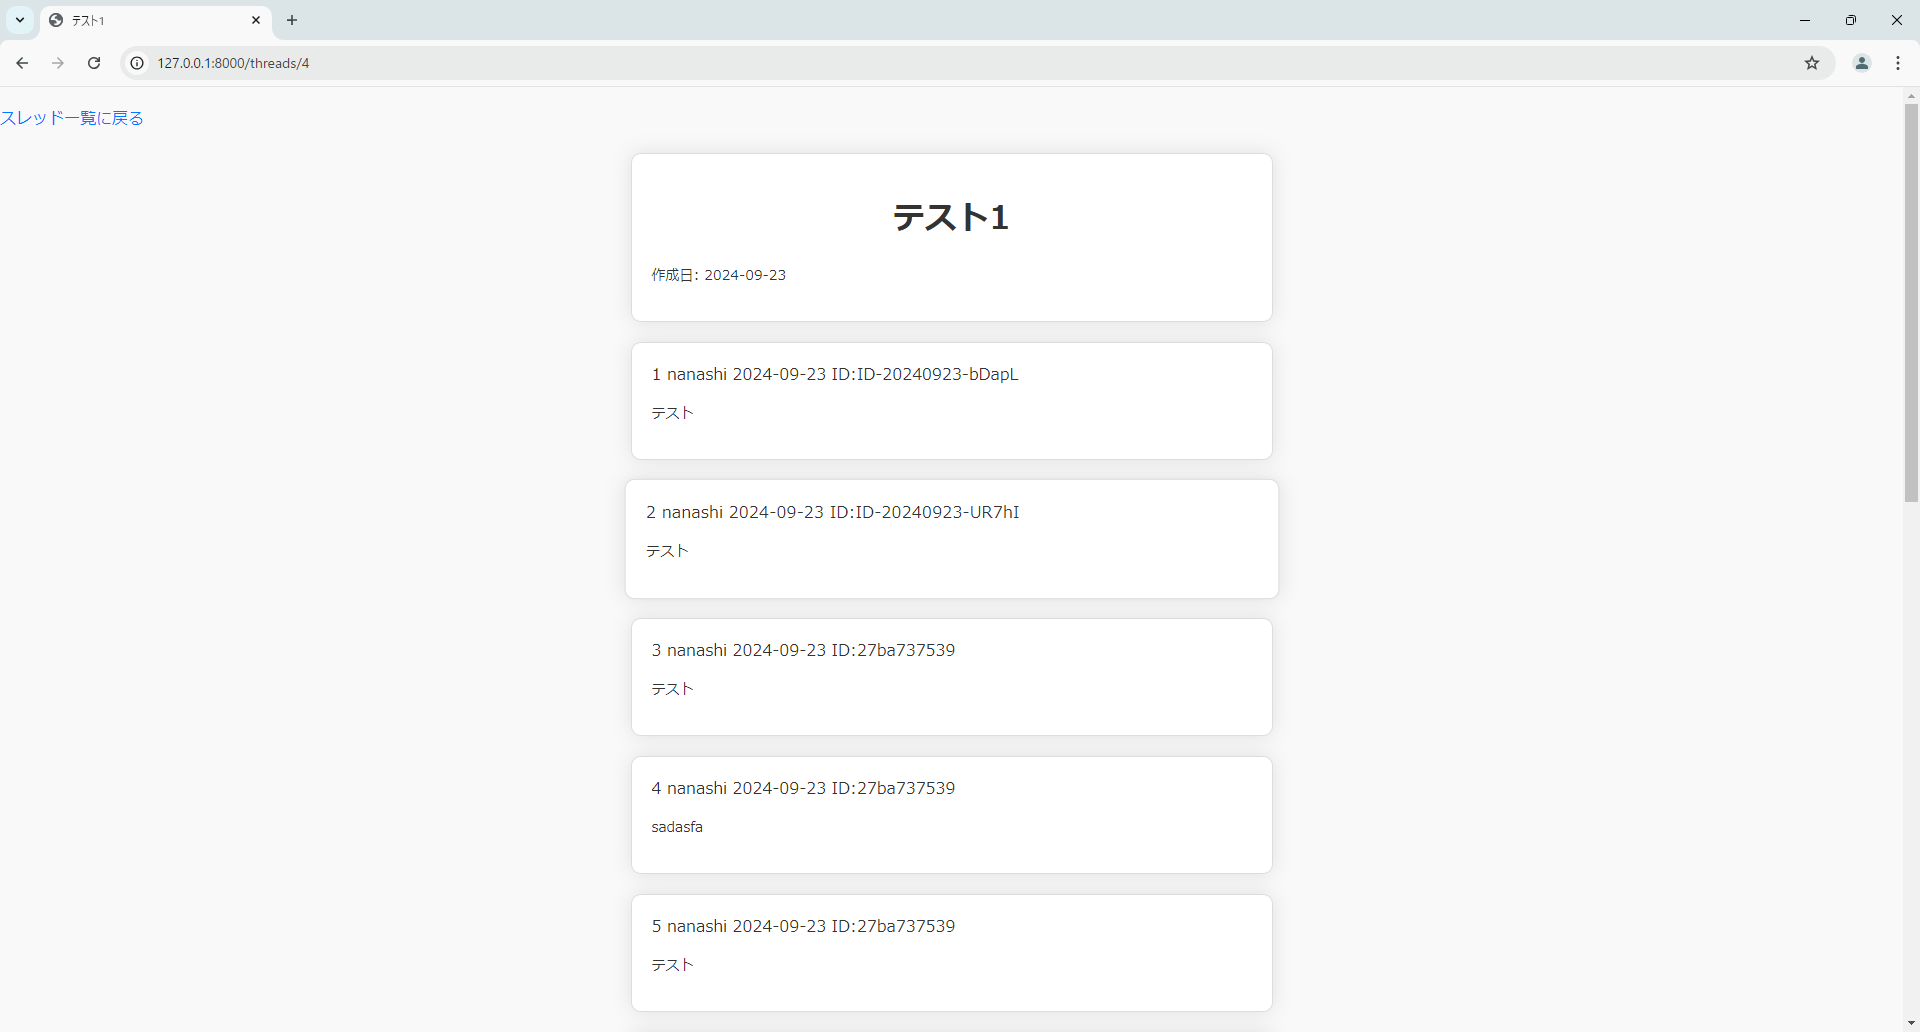 テスト1
127.0.0.1:8000/threads/4
スレッド一覧に戻る
テスト1
作成日: 2024-09-23
1 nanashi 2024-09-23 ID:ID-20240923-bDapL
テスト
2 nanashi 2024-09-23 ID:ID-20240923-UR7hI
テスト
3 nanashi 2024-09-23 ID:27ba737539
テスト
4 nanashi 2024-09-23 ID:27ba737539
sadasfa
5 nanashi 2024-09-23 ID:27ba737539
テスト